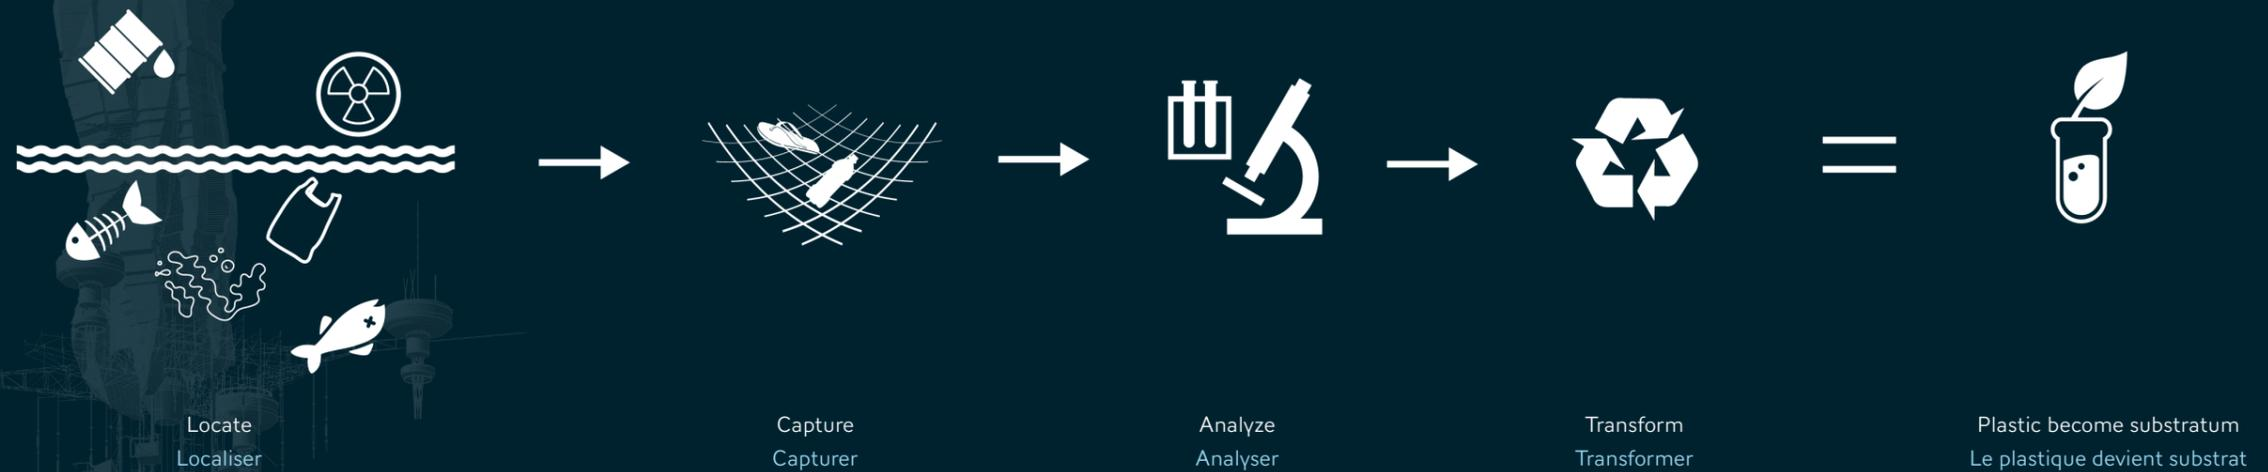 Locate
Localiser
Capture
Capturer
Analyze
Analyser
Transform
Transformer
Plastic become substratum
Le plastique devient substrat